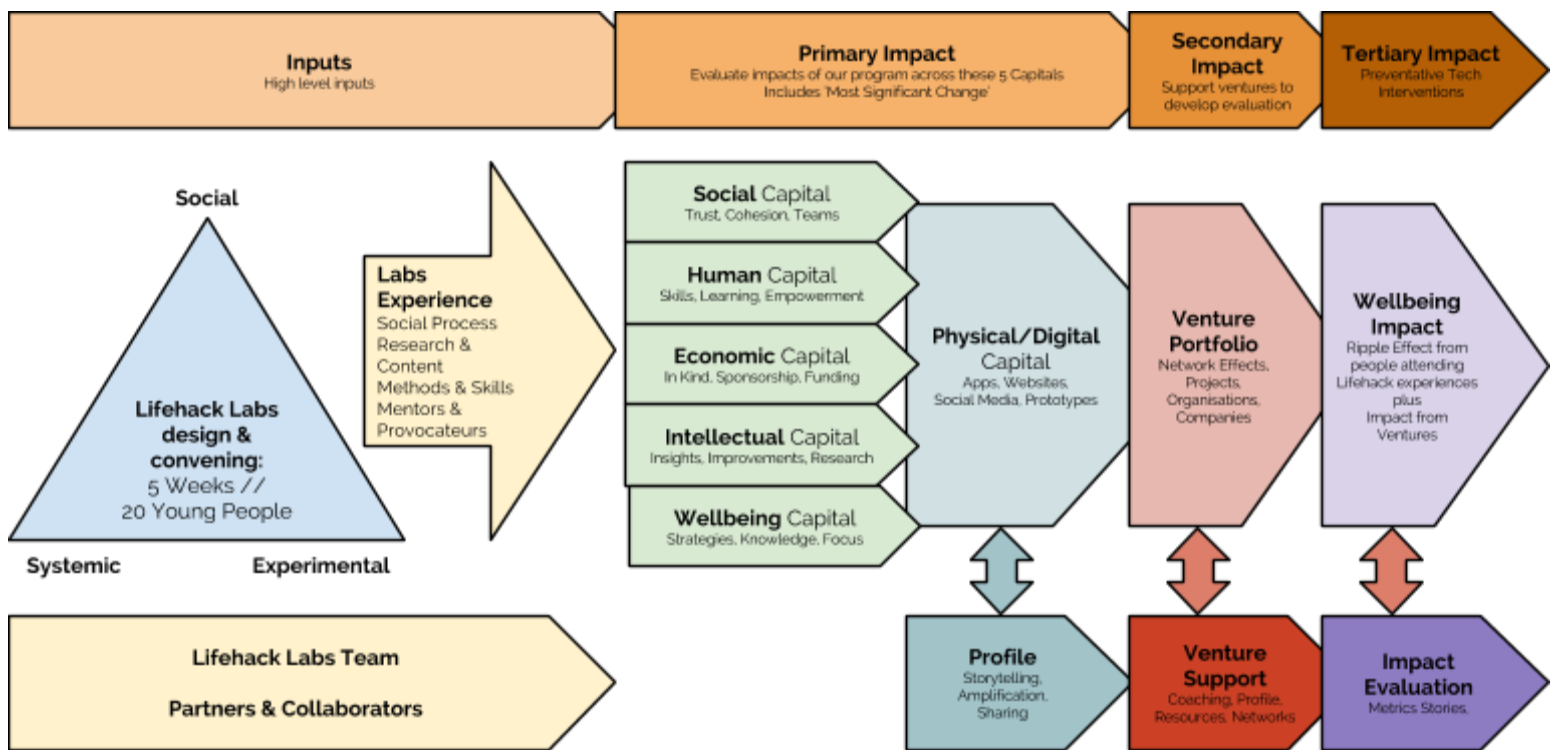 Inputs
High level inputs
Primary Impact
Evaluate impacts of our program across these 5 Capitals
Includes 'Most Significant Change'
Secondary
Impact
Support ventures to
develop evaluation
Tertiary Impact
Preventative Tech
Interventions
Social
Lifehack Labs
design &
convening:
5 Weeks //
20 Young People
Systemic
Experimental
Labs
Experience
Social Process
Research &
Content
Methods & Skills
Mentors &
Provocateurs
Social Capital
Trust, Cohesion, Teams
Human Capital
Skills, Learning, Empowerment
Economic Capital
In Kind, Sponsorship, Funding
Intellectual Capital
Insights, Improvements, Research
Wellbeing Capital
Strategies, Knowledge, Focus
Physical/Digital
Capital
Apps, Websites,
Social Media, Prototypes
Venture
Portfolio
Network Effects,
Projects,
Organisations,
Companies
Wellbeing
Impact
Ripple Effect from
people attending
Lifehack experiences
plus
Impact from
Ventures
Lifehack Labs Team
Partners & Collaborators
Profile
Storytelling,
Amplification,
Sharing
Venture
Support
Coaching, Profile,
Resources, Networks
Impact
Evaluation
Metrics Stories,